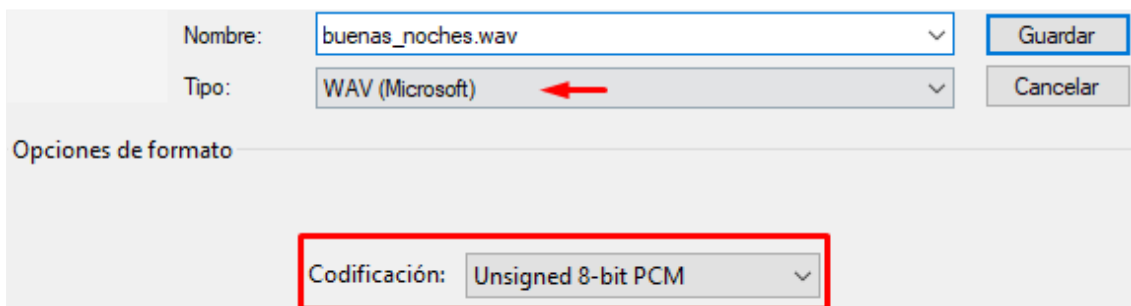 Nombre: buenas_noches.wav Guardar
Tipo: WAV (Microsoft) Cancelar
Opciones de formato
Codificación: Unsigned 8-bit PCM